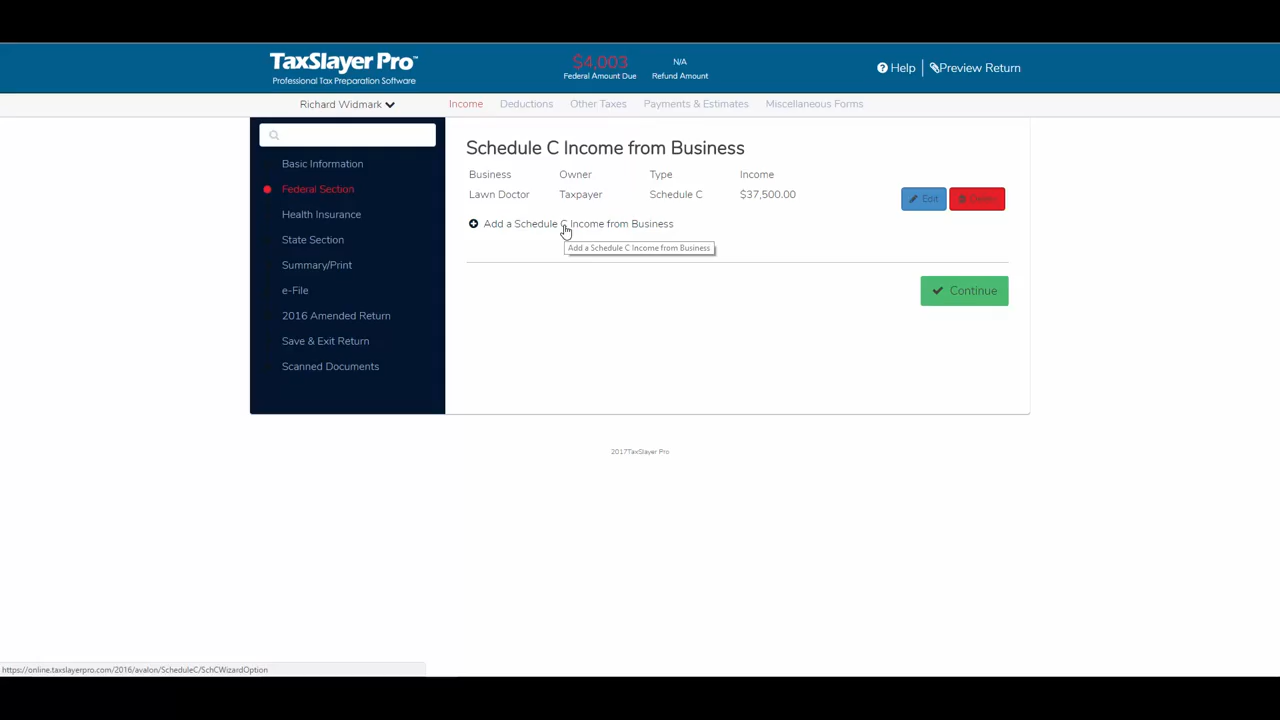 TaxSlayer Pro™
Professional Tax Preparation Software
$4,003
Federal Amount Due
N/A
Refund Amount
Help
Preview Return
Richard Widmark
Income
Deductions
Other Taxes
Payments & Estimates
Miscellaneous Forms
Basic Information
Federal Section
Health Insurance
State Section
Summary/Print
e-File
2016 Amended Return
Save & Exit Return
Scanned Documents
Schedule C Income from Business
Business Owner Type Income
Lawn Doctor Taxpayer Schedule C $37,500.00
Edit
Add a Schedule C Income from Business
Add a Schedule C Income from Business
Continue
2017TaxSlayer Pro
https://online.taxslayerpro.com/2016/avalon/ScheduleC/SchCWizardOption